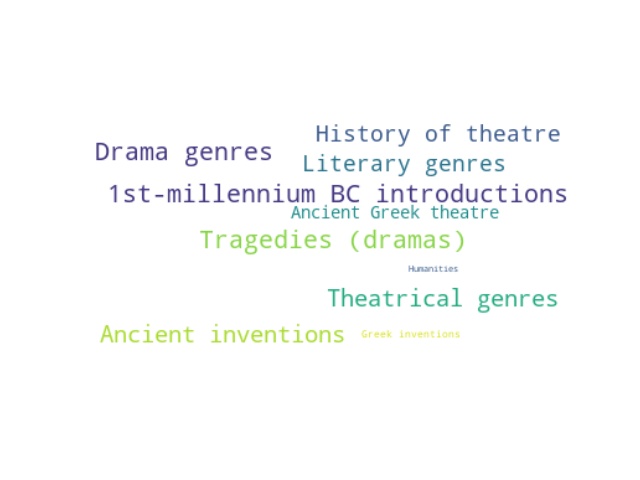 History of theatre
Drama genres
Literary genres
1st-millennium BC introductions
Ancient Greek theatre
Tragedies (dramas)
Humanities
Theatrical genres
Ancient inventions
Greek inventions